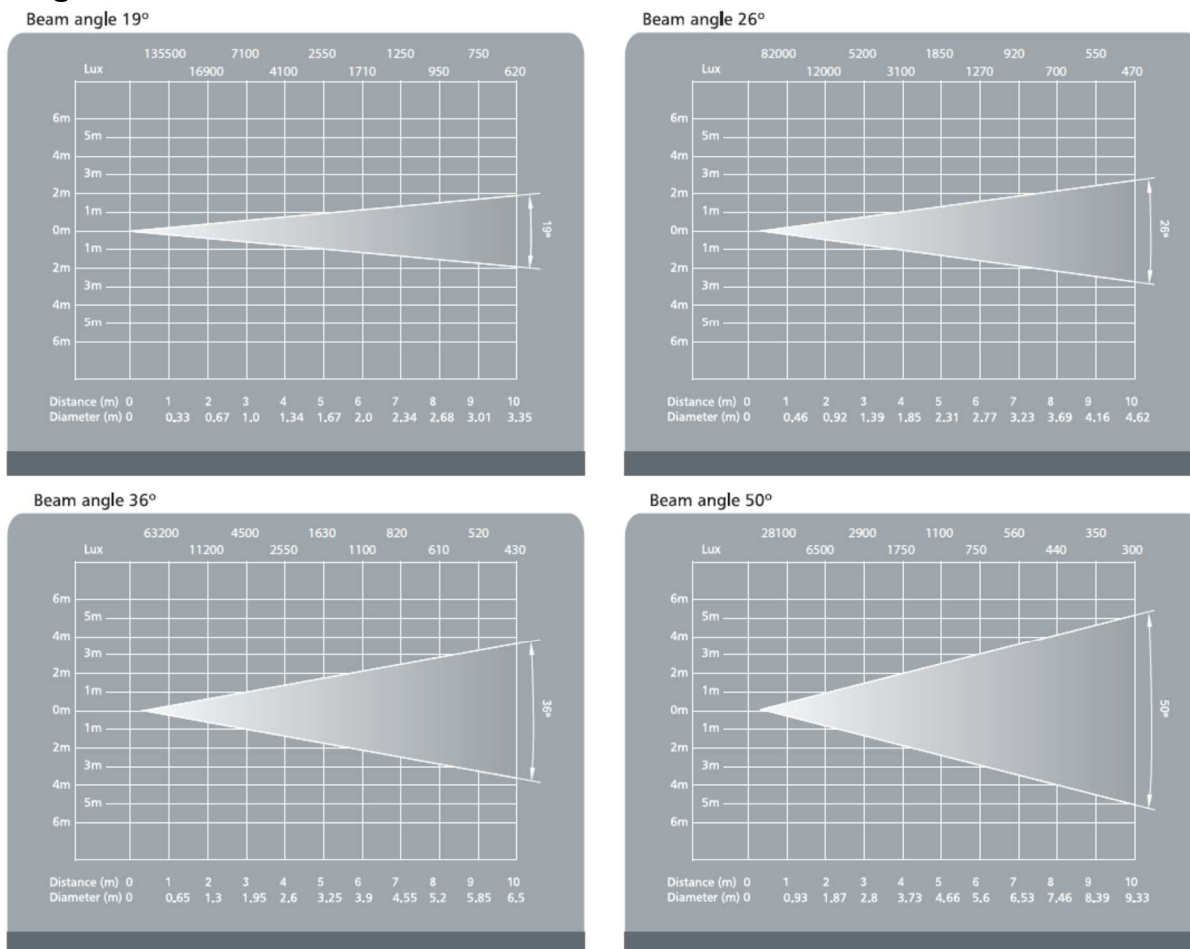 Beam angle 19º
135500 7100 2550 1250 750
Lux 16900 4100 1710 950 620
6m
5m
4m
3m
2m
1m
0m
1m
2m
3m
4m
5m
6m
19º
Distance (m) 0 1 2 3 4 5 6 7 8 9 10
Diameter (m) 0 0.33 0.67 1.0 1.34 1.67 2.0 2.34 2.68 3.01 3.35
Beam angle 26º
82000 5200 1850 920 550
Lux 12000 3100 1270 700 470
6m
5m
4m
3m
2m
1m
0m
1m
2m
3m
4m
5m
6m
26º
Distance (m) 0 1 2 3 4 5 6 7 8 9 10
Diameter (m) 0 0.46 0.92 1.39 1.85 2.31 2.77 3.23 3.69 4.16 4.62
Beam angle 36º
63200 4500 1630 820 520
Lux 11200 2550 1100 610 430
6m
5m
4m
3m
2m
1m
0m
1m
2m
3m
4m
5m
6m
36º
Distance (m) 0 1 2 3 4 5 6 7 8 9 10
Diameter (m) 0 0.65 1.3 1.95 2.6 3.25 3.9 4.55 5.2 5.85 6.5
Beam angle 50º
28100 2900 1100 560 350
Lux 6500 1750 750 440 300
6m
5m
4m
3m
2m
1m
0m
1m
2m
3m
4m
5m
6m
50º
Distance (m) 0 1 2 3 4 5 6 7 8 9 10
Diameter (m) 0 0.93 1.87 2.8 3.73 4.66 5.6 6.53 7.46 8.39 9.33